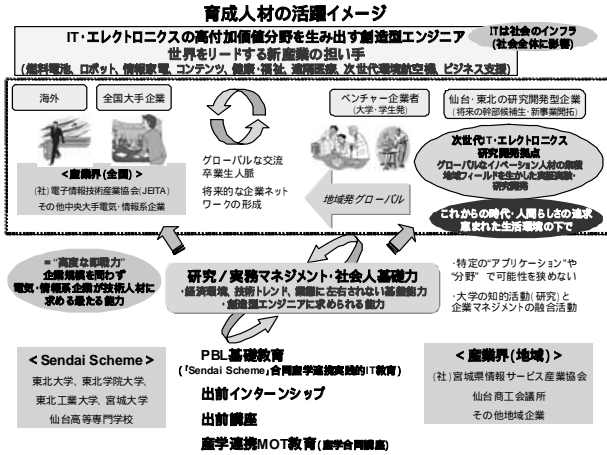 育成人材の活躍イメージ
IT・エレクトロニクスの高付加価値分野を生み出す創造型エンジニア
世界をリードする新産業の担い手
(燃料電池、ロボット、情報家電、コンテンツ、健康・福祉、遠隔医療、次世代環境航空機、ビジネス支援)
ITは社会のインフラ
(社会全体に影響)
海外
全国大手企業
ベンチャー企業者
(大学・学生発)
仙台・東北の研究開発型企業
(将来の幹部候補生・新事業開拓)
<産業界(全国)>
(社)電子情報技術産業協会(JEITA)
その他中央大手電気・情報系企業
グローバルな交流
卒業生人脈
将来的な企業ネット
ワークの形成
地域発グローバル
次世代IT・エレクトロニクス
研究開発拠点
グローバルなイノベーション人材の集積
地域フィールドを生かした実証実験・
研究開発
これからの時代・人間らしさの追求
恵まれた生活環境の下で
="高度な即戦力"
企業規模を問わず
電気・情報系企業が技術人材に
求める最たる能力
研究/実務マネジメント・社会人基礎力
・経済環境、技術トレンド、業態に左右されない基礎能力
・創造型エンジニアに求められる能力
・特定の"アプリケーション"や
"分野"で可能性を狭めない
・大学の知的活動(研究)と
企業マネジメントの融合活動
<Sendai Scheme>
東北大学、東北学院大学、
東北工業大学、宮城大学
仙台高等専門学校
PBL基礎教育
(「Sendai Scheme」合同産学連携実践的IT教育)
出前インターンシップ
出前講座
産学連携MOT教育(産学合同講座)
<産業界(地域)>
(社)宮城県情報サービス産業協会
仙台商工会議所
その他地域企業